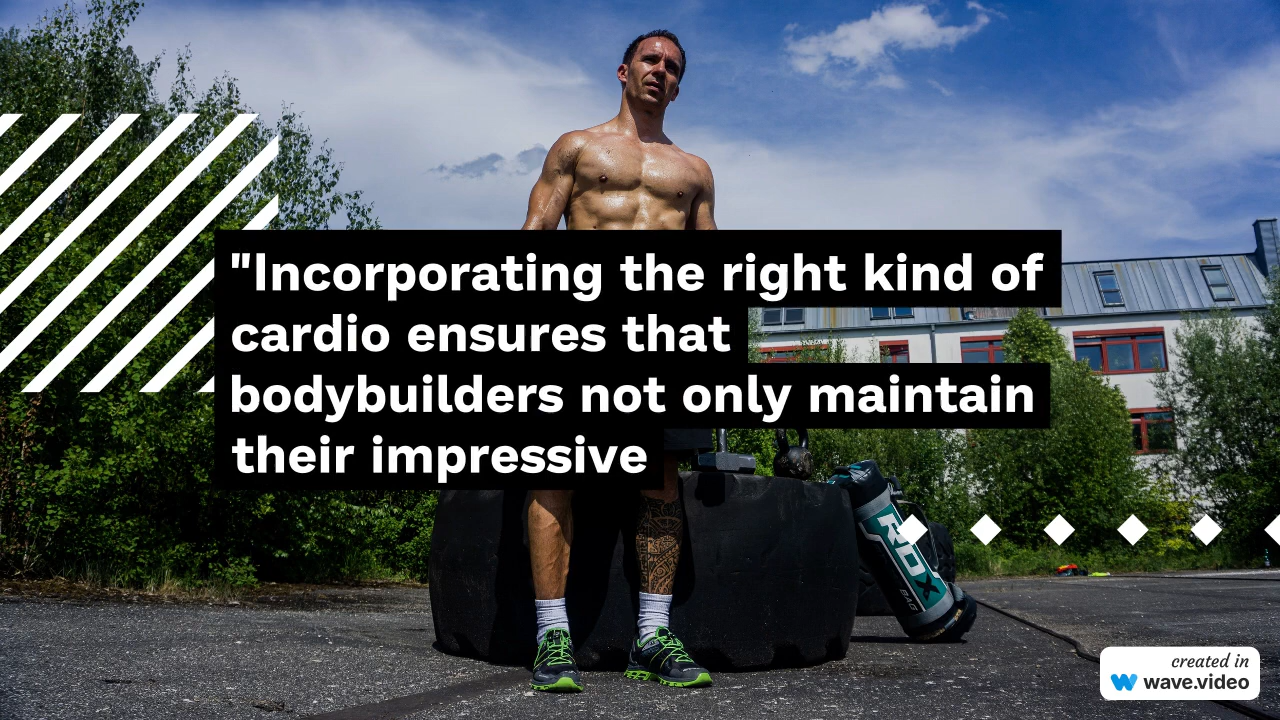 "Incorporating the right kind of
cardio ensures that
bodybuilders not only maintain
their impressive
RDX
BAG
created in
wave.video